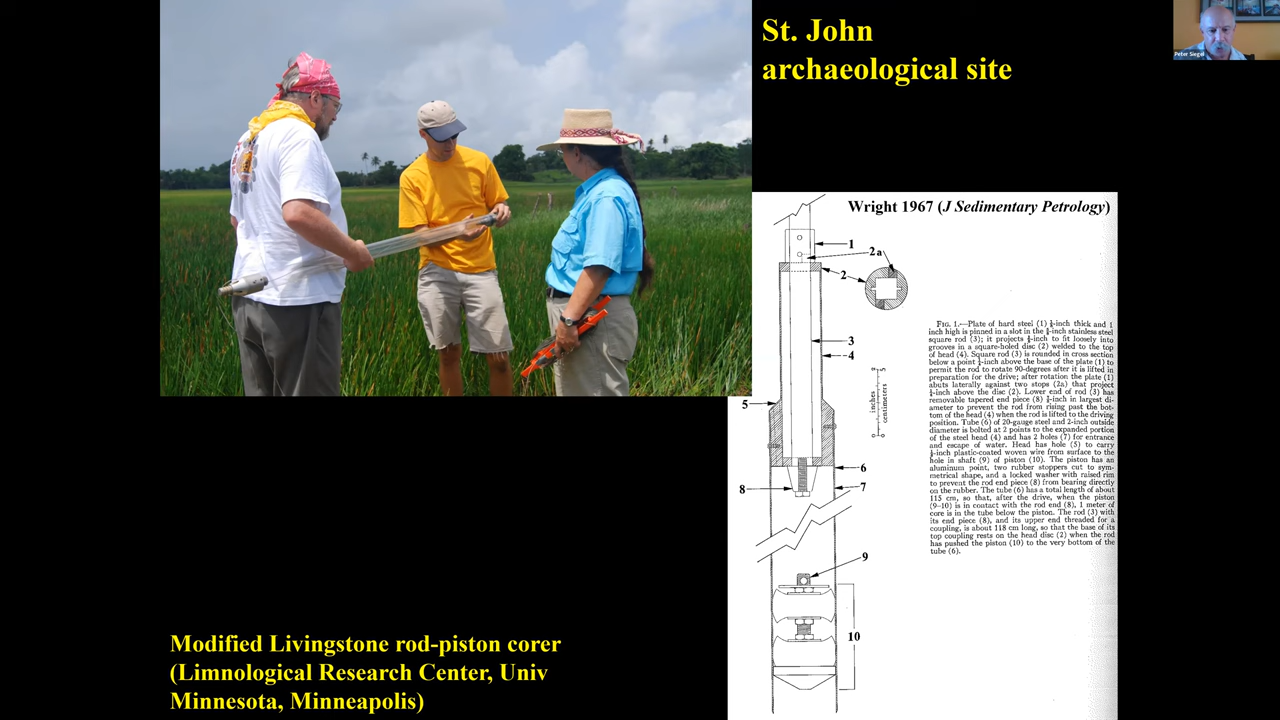 St. John
archaeological site
Peter Siegel
Wright 1967 (J Sedimentary Petrology)
1
2a
2
3
4
5
6
7
8
9
10
inches
centimeters
FIG. 1.—Plate of hard steel (1) ⅛-inch thick and 1
inch high is pinned in a slot in the ⅝-inch stainless steel
square rod (3); it projects ⅛-inch to fit loosely into
grooves in a square-holed disc (2) welded to the top
of head (4). Square rod (3) is rounded in cross section
below a point ¼-inch above the base of the plate (1) to
permit the rod to rotate 90-degrees after it is lifted in
preparation for the drive; after rotation the plate (1)
abuts laterally against two stops (2a) that project
above the disc (2). Lower end of rod (3) has
removable tapered end piece (8) in largest di-
ameter to prevent the rod from rising past the bot-
tom of the head (4) when the rod is lifted to the driving
position. Tube (6) of 20-gauge steel and 2-inch outside
diameter is bolted at 2 points to the expanded portion
of the steel head (4) and has 2 holes (7) for entrance
and escape of water. Head has hole (5) to carry
plastic-coated woven wire from surface to the
hole in shaft (9) of piston (10). The piston has an
aluminum point, two rubber stoppers cut to sym-
metrical shape, and a locked washer with raised rim
to prevent the rod end piece (8) from bearing directly
on the rubber. The tube (6) has a total length of about
115 cm, so that, after the drive, when the piston
(9–10) is in contact with the rod end (8), 1 meter of
core is in the tube below the piston. The rod (3) with
its end piece (8), and its upper end threaded for a
coupling, is about 118 cm long, so that the base of its
top coupling rests on the head disc (2) when the rod
has pushed the piston (10) to the very bottom of the
tube (6).
Modified Livingstone rod-piston corer
(Limnological Research Center, Univ
Minnesota, Minneapolis)